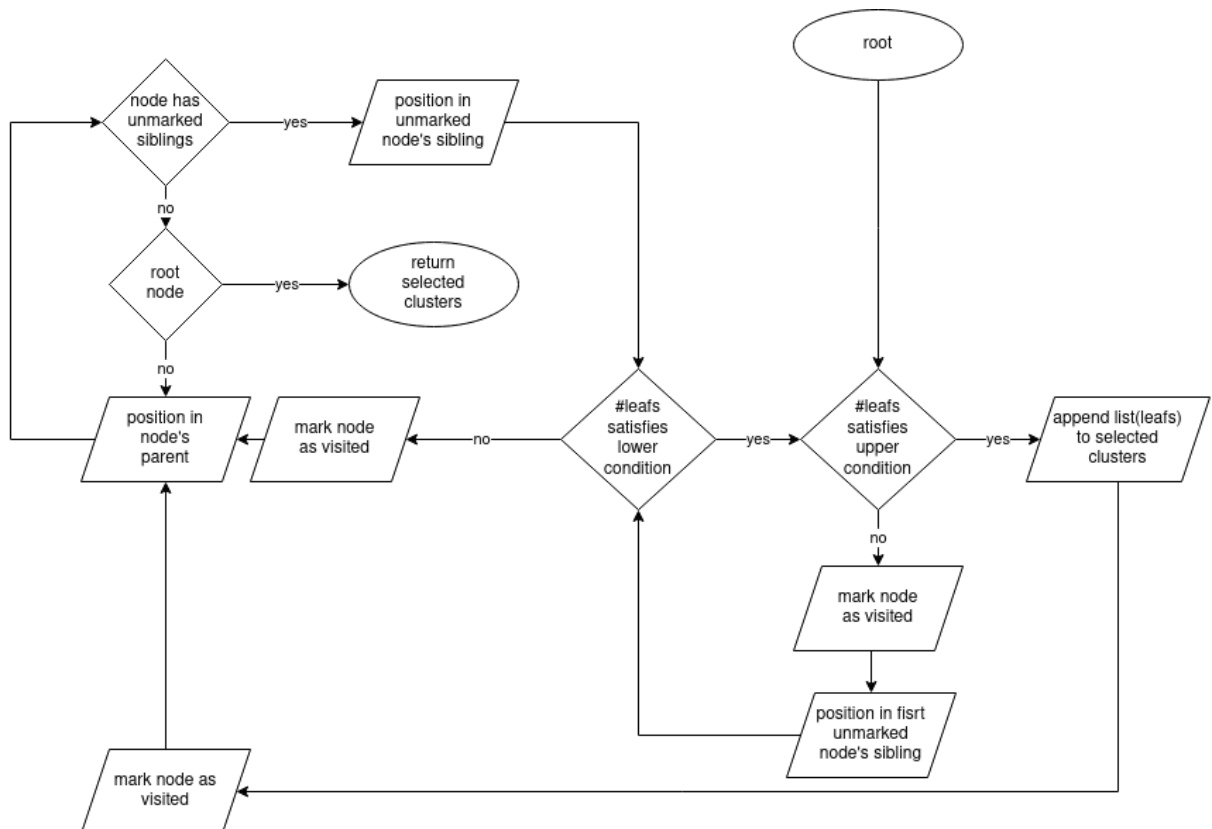 root
node has
unmarked
siblings
yes
position in
unmarked
node's sibling
no
root
node
yes
return
selected
clusters
no
position in
node's
parent
mark node
as visited
no
#leafs
satisfies
lower
condition
yes
#leafs
satisfies
upper
condition
yes
append list(leafs)
to selected
clusters
no
mark node
as visited
position in fisrt
unmarked
node's sibling
mark node as
visited